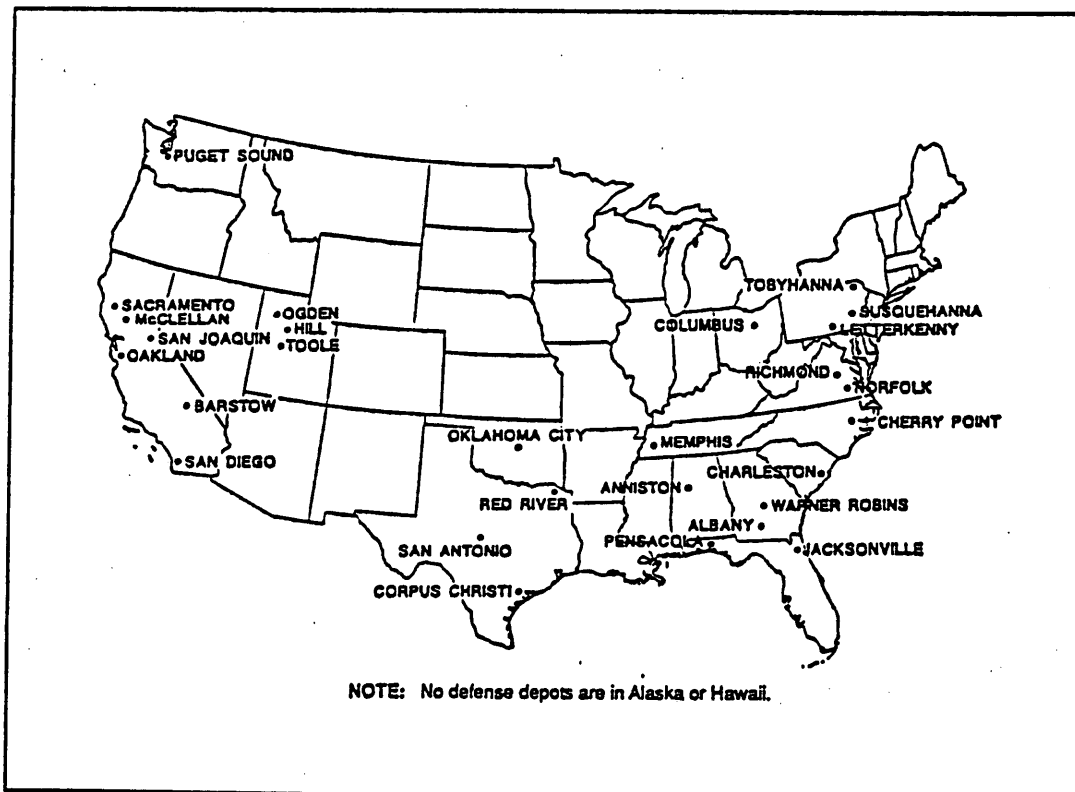 PUGET SOUND
TOBYHANNA
SACRAMENTO
McCLELLAN
OGDEN
SUSQUEHANNA
HILL
COLUMBUS
LETTERKENNY
SAN JOAQUIN
TOOLE
OAKLAND
RICHMOND
NORFOLK
BARSTOW
CHERRY POINT
OKLAHOMA CITY
MEMPHIS
SAN DIEGO
CHARLESTON
ANNISTON
RED RIVER
WARNER ROBINS
ALBANY
PENSACOLA
SAN ANTONIO
JACKSONVILLE
CORPUS CHRISTI
NOTE: No defense depots are in Alaska or Hawaii.